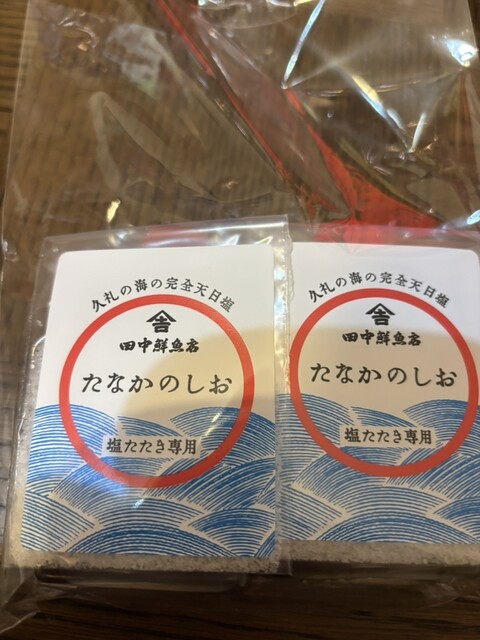 久礼の海の完全天日塩
吉
田中鮮魚店
たなかのしお
塩たたき専用
久礼の海の完全天日塩
吉
田中鮮魚店
たなかのしお
塩たたき専用